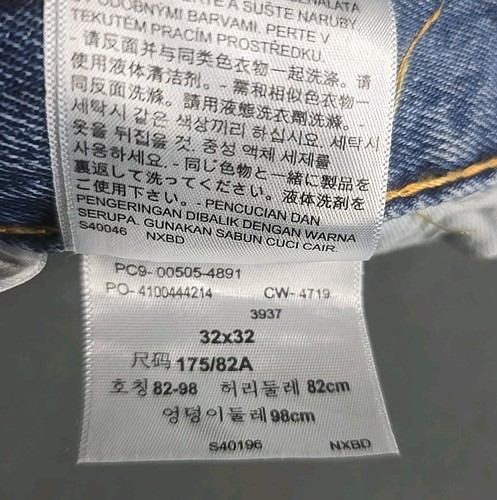 SUŠTE NARUBY
PODOBNÝMI BARVAMI. PERTE V
TEKUTÉM PRACÍM PROSTŘEDKU.
- 请反面并与同类色衣物一起洗涤。请
使用液体清洁剂。- 需和相似色衣物一
同反面洗滌。請用液態洗衣劑洗滌。-
세탁시 같은 색상끼리 하십시요. 세탁시
옷을 뒤집을 것. 중성 액체 세제를
사용하세요. - 同じ色物と一緒に製品を
裏返して洗ってください。液体洗剤を
ご使用下さい。- PENCUCIAN DAN
PENGERINGAN DIBALIK DENGAN WARNA
SERUPA. GUNAKAN SABUN CUCI CAIR.
S40046 NXBD
PC9- 00505-4891
PO- 4100444214 CW- 4719
3937
32x32
尺码 175/82A
호칭 82-98 허리둘레 82cm
엉덩이둘레 98cm
S40196 NXBD